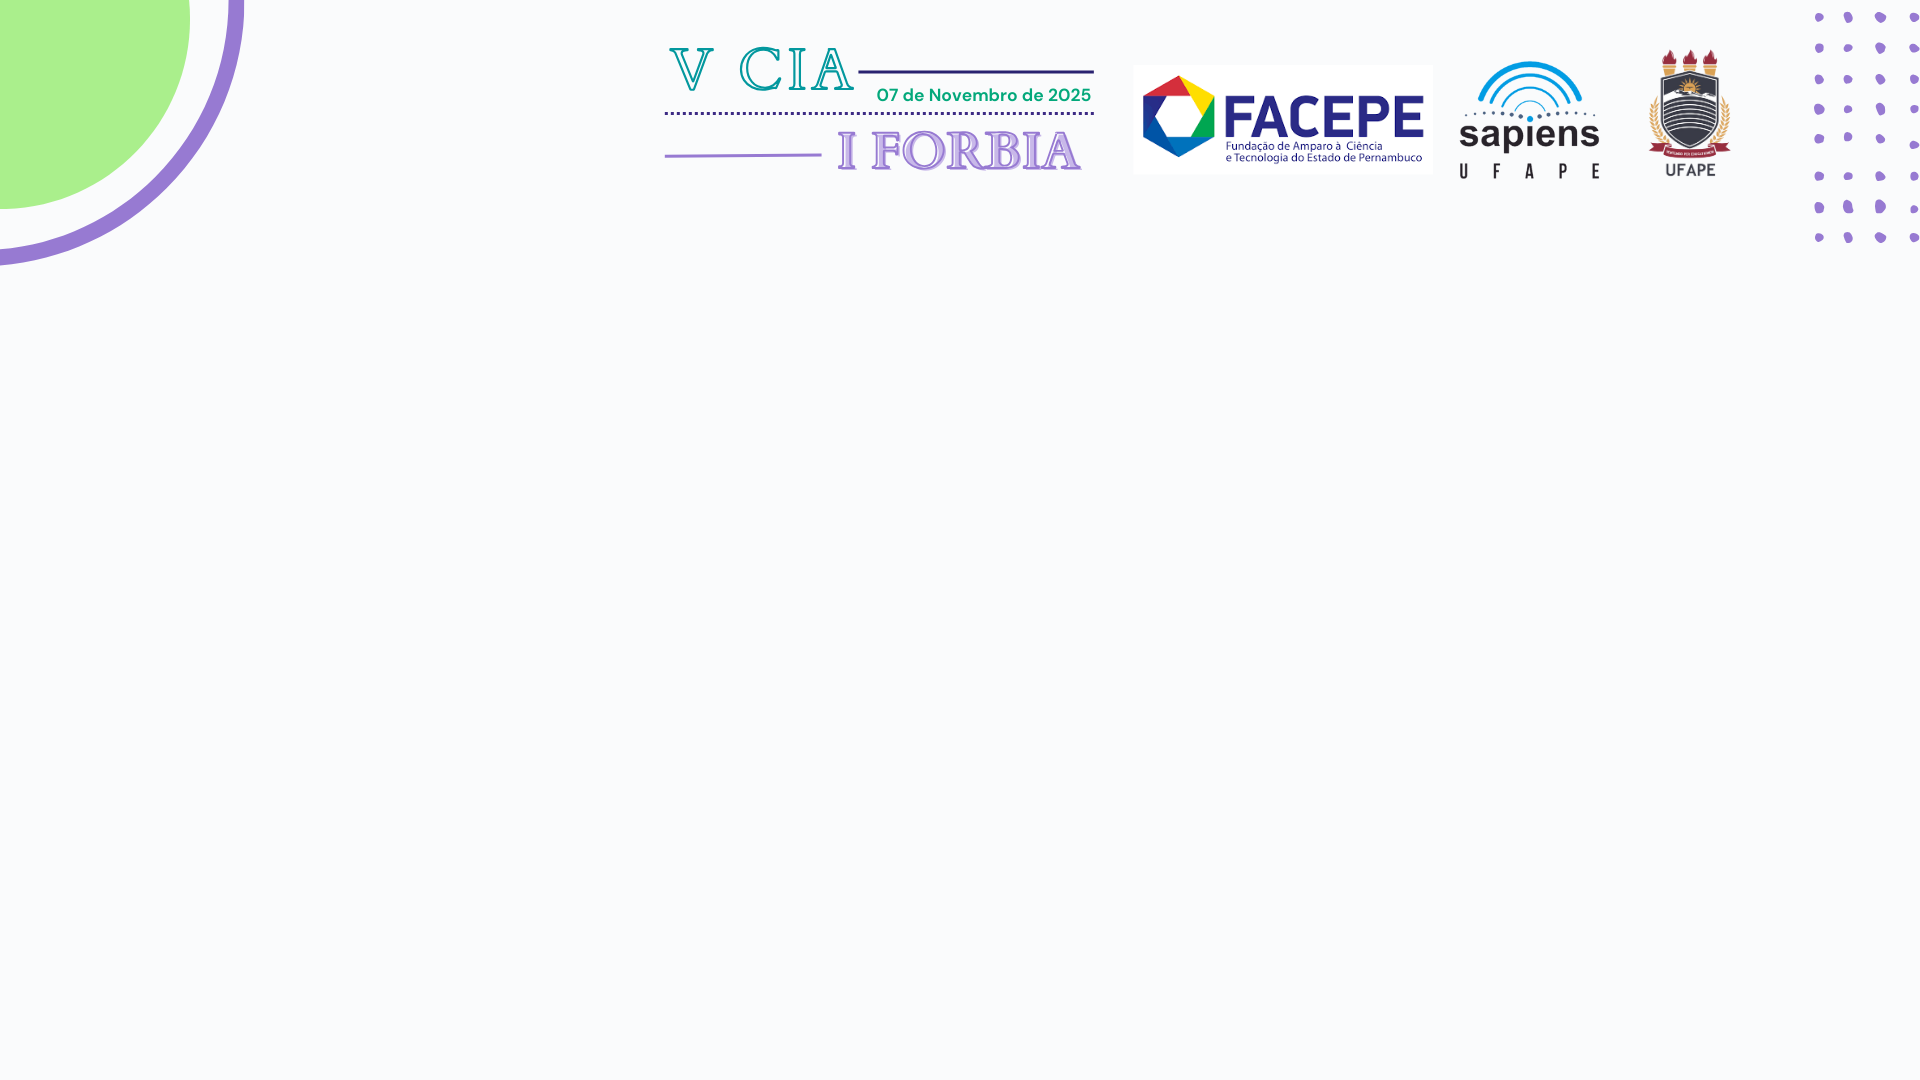 V CIA
07 de Novembro de 2025
I FORBIA
FACEPE
Fundação de Amparo à Ciência
e Tecnologia do Estado de Pernambuco
sapiens
UFAPE
UFAPE